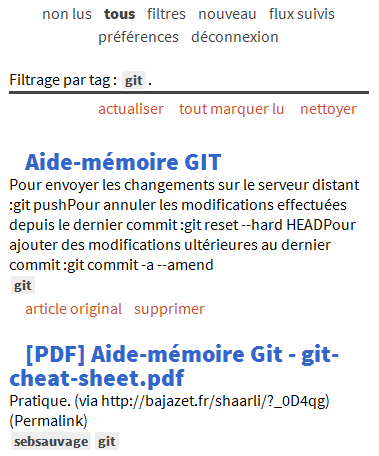 non lus tous filtres nouveau flux suivis
préférences déconnexion
Filtrage par tag : git .
actualiser tout marquer lu nettoyer
Aide-mémoire GIT
Pour envoyer les changements sur le serveur distant
:git pushPour annuler les modifications effectuées
depuis le dernier commit :git reset --hard HEADPour
ajouter des modifications ultérieures au dernier
commit :git commit -a --amend
git
article original supprimer
[PDF] Aide-mémoire Git - git-
cheat-sheet.pdf
Pratique. (via http://bajazet.fr/shaarli/?_0D4qg)
(Permalink)
sebsauvage git